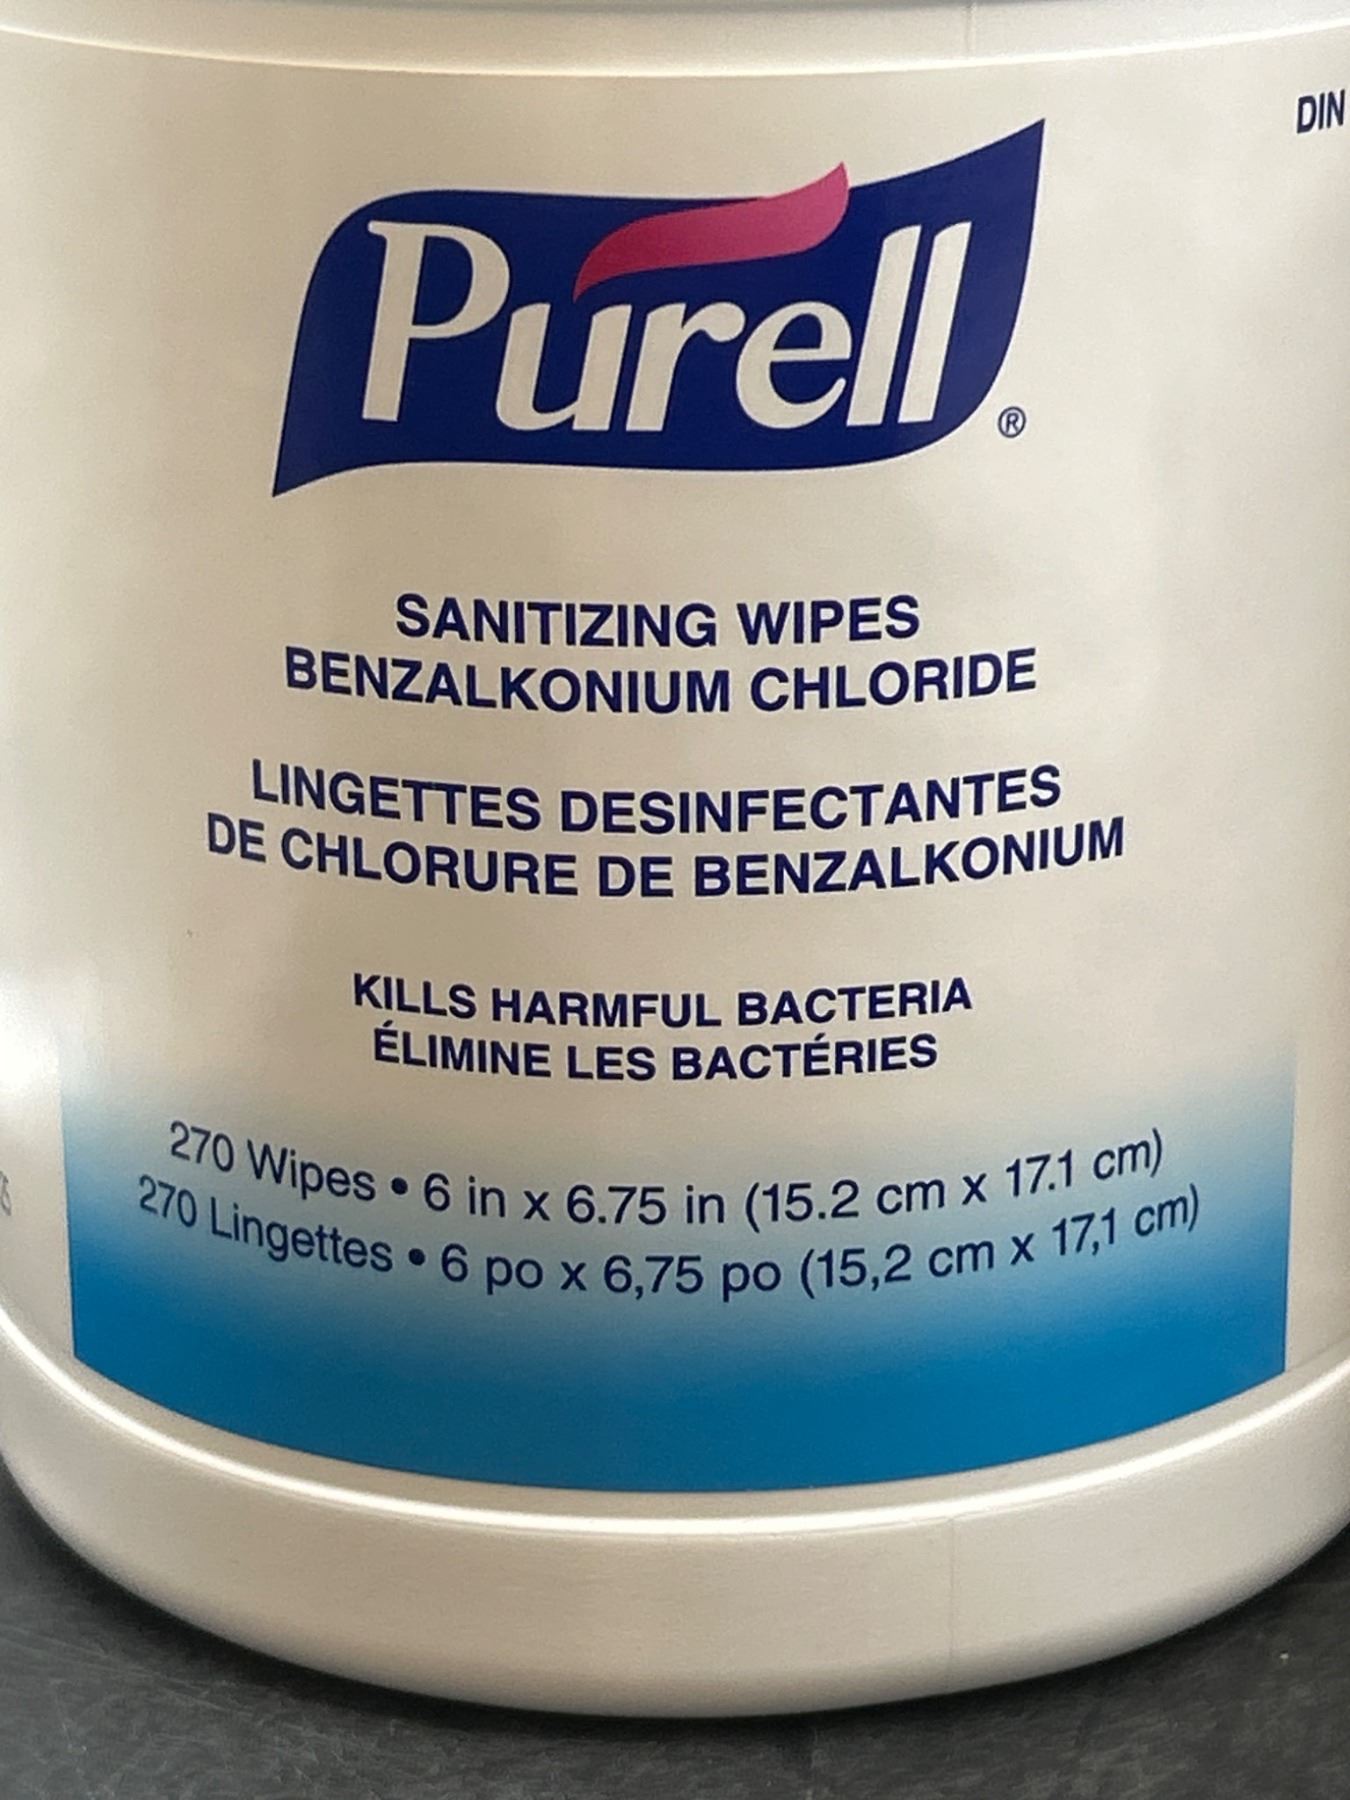 DIN
Purell®
SANITIZING WIPES
BENZALKONIUM CHLORIDE
LINGETTES DESINFECTANTES
DE CHLORURE DE BENZALKONIUM
KILLS HARMFUL BACTERIA
ÉLIMINE LES BACTÉRIES
270 Wipes • 6 in x 6.75 in (15.2 cm x 17.1 cm)
270 Lingettes • 6 po x 6,75 po (15,2 cm x 17,1 cm)